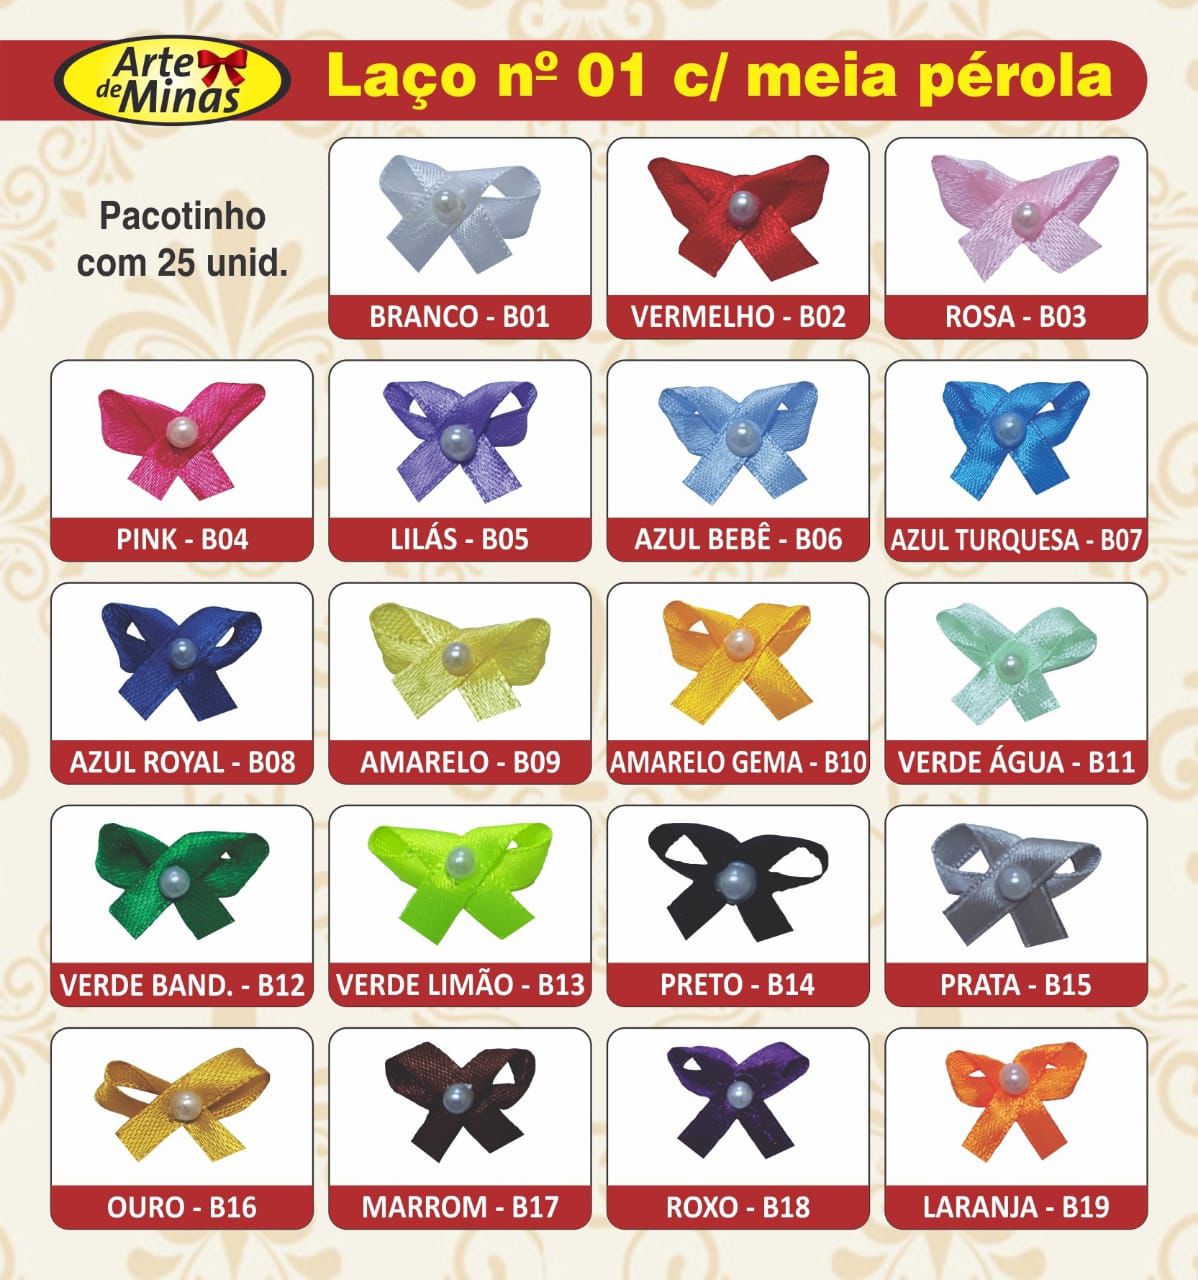 Arte
de Minas
Laço nº 01 c/ meia pérola
Pacotinho
com 25 unid.
BRANCO - B01
VERMELHO - B02
ROSA - B03
PINK - B04
LILÁS - B05
AZUL BEBÊ - B06
AZUL TURQUESA - B07
AZUL ROYAL - B08
AMARELO - B09
AMARELO GEMA - B10
VERDE ÁGUA - B11
VERDE BAND. - B12
VERDE LIMÃO - B13
PRETO - B14
PRATA - B15
OURO - B16
MARROM - B17
ROXO - B18
LARANJA - B19